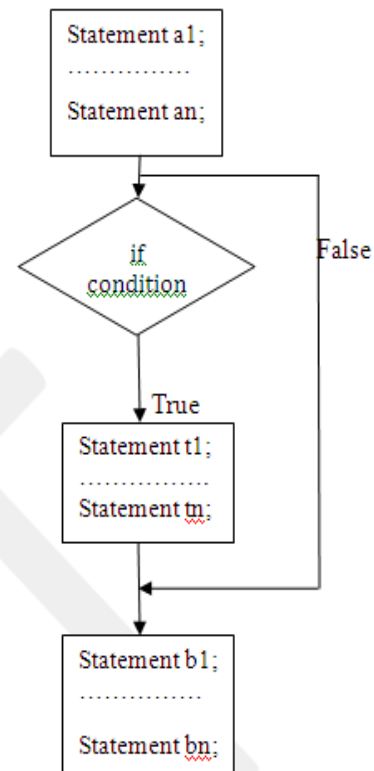 Statement a1;
……………
Statement an;
if
condition
False
True
Statement t1;
…………….
Statement tn;
Statement b1;
……………
Statement bn;